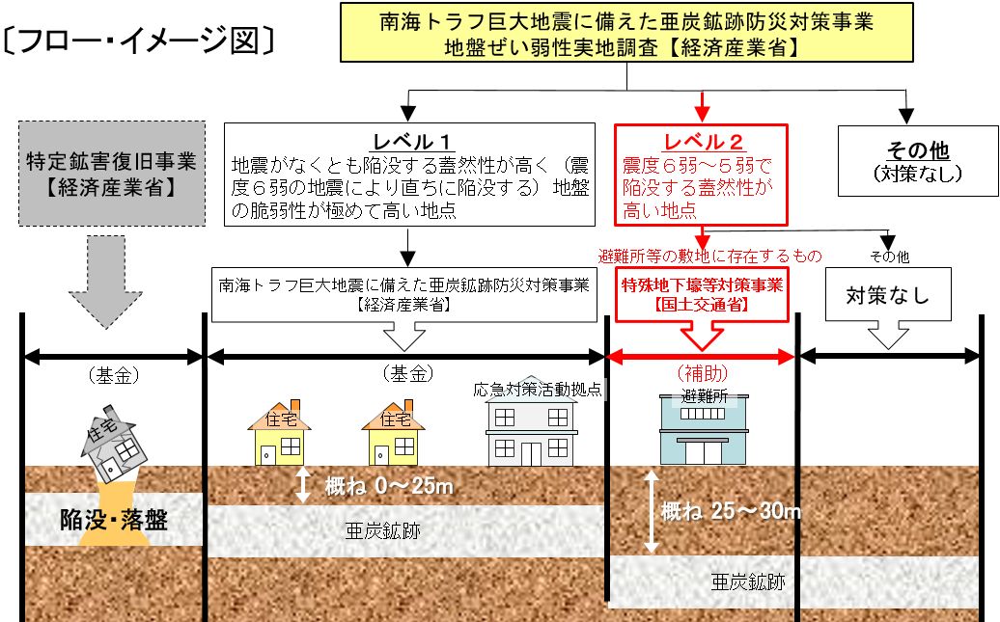 〔フロー・イメージ図〕
南海トラフ巨大地震に備えた亜炭鉱跡防災対策事業
地盤ぜい弱性実地調査【経済産業省】
特定鉱害復旧事業
【経済産業省】
レベル１
地震がなくとも陥没する蓋然性が高く（震
度６弱の地震により直ちに陥没する）地盤
の脆弱性が極めて高い地点
レベル２
震度６弱～５弱で
陥没する蓋然性が
高い地点
その他
（対策なし）
避難所等の敷地に存在するもの
その他
南海トラフ巨大地震に備えた亜炭鉱跡防災対策事業
【経済産業省】
特殊地下壕等対策事業
【国土交通省】
対策なし
（基金）
（基金）
（補助）
住宅
住宅
住宅
応急対策活動拠点
避難所
概ね 0～25m
概ね 25～30m
陥没・落盤
亜炭鉱跡
亜炭鉱跡